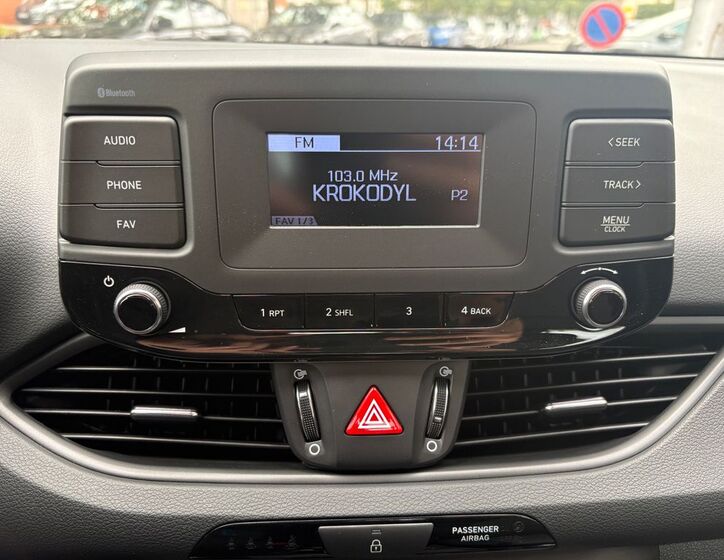 Bluetooth
AUDIO
PHONE
FAV
FM 14:14
103.0 MHz
KROKODYL P2
FAV 1/3
< SEEK
TRACK >
MENU
CLOCK
1 RPT 2 SHFL 3 4 BACK
PASSENGER
AIRBAG